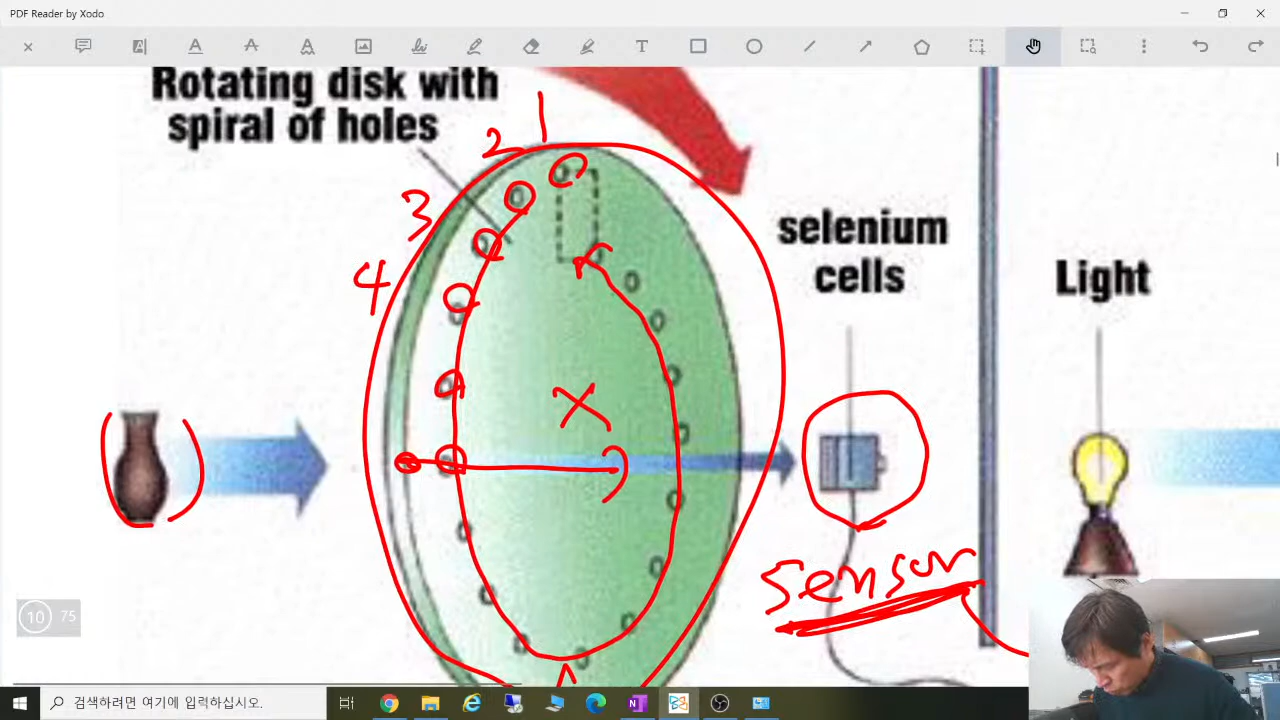 PDF Reader by Xodo
Rotating disk with
spiral of holes
1
2
3
4
selenium
cells
Light
X
sensor
10 75
검색하려면 여기에 입력하십시오.